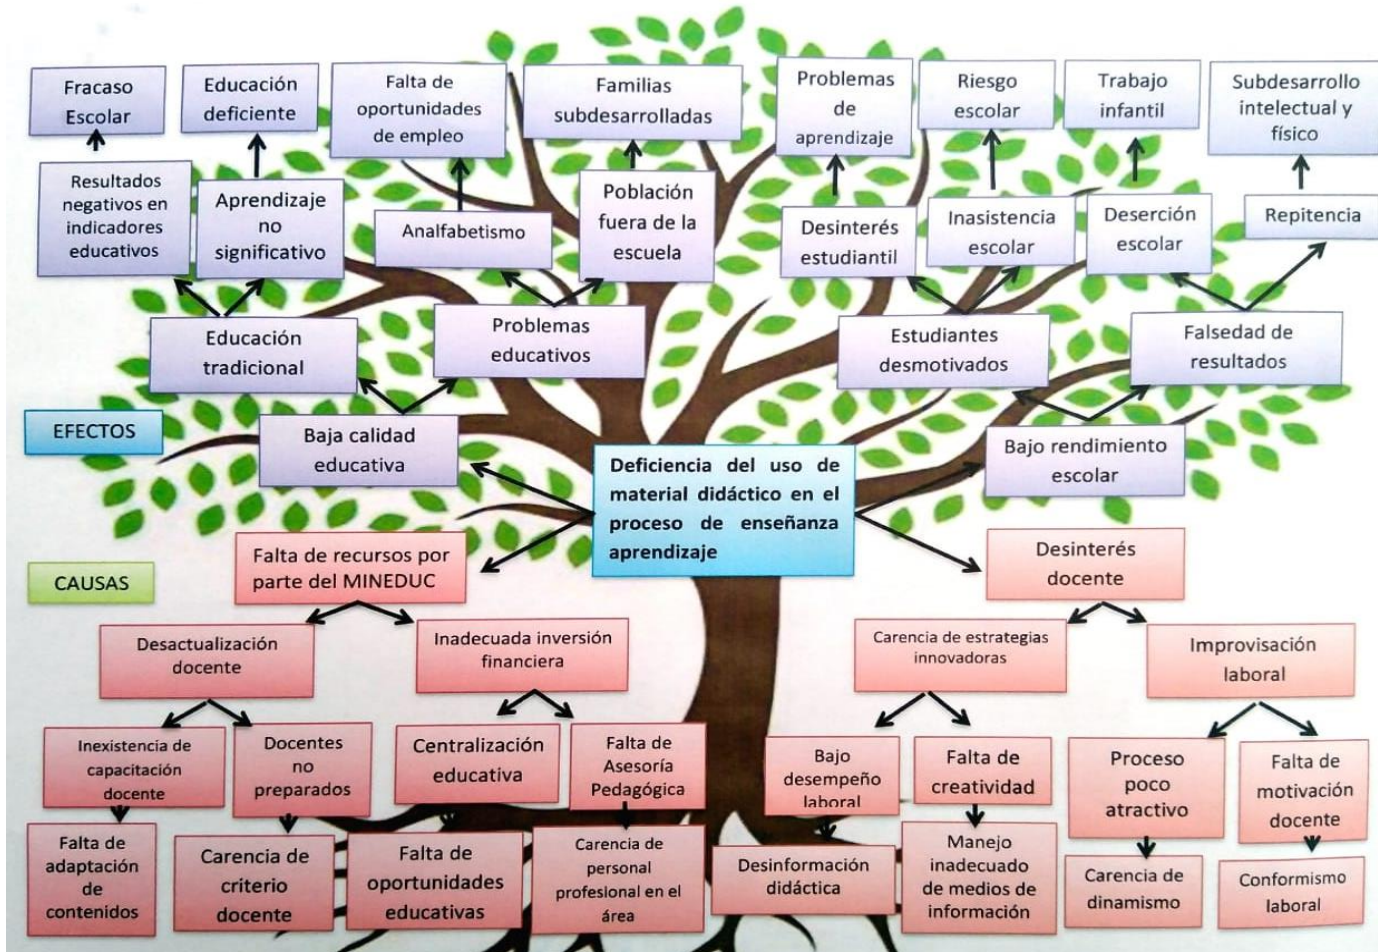 Fracaso
Escolar
Educación
deficiente
Falta de
oportunidades
de empleo
Familias
subdesarrolladas
Problemas
de
aprendizaje
Riesgo
escolar
Trabajo
infantil
Subdesarrollo
intelectual y
físico
Resultados
negativos en
indicadores
educativos
Aprendizaje
no
significativo
Analfabetismo
Población
fuera de la
escuela
Desinterés
estudiantil
Inasistencia
escolar
Deserción
escolar
Repitencia
Educación
tradicional
Problemas
educativos
Estudiantes
desmotivados
Falsedad de
resultados
EFECTOS
Baja calidad
educativa
Deficiencia del uso de
material didáctico en el
proceso de enseñanza
aprendizaje
Bajo rendimiento
escolar
CAUSAS
Falta de recursos por
parte del MINEDUC
Desinterés
docente
Desactualización
docente
Inadecuada inversión
financiera
Carencia de estrategias
innovadoras
Improvisación
laboral
Inexistencia de
capacitación
docente
Docentes
no
preparados
Centralización
educativa
Falta de
Asesoría
Pedagógica
Bajo
desempeño
laboral
Falta de
creatividad
Proceso
poco
atractivo
Falta de
motivación
docente
Falta de
adaptación
de
contenidos
Carencia de
criterio
docente
Falta de
oportunidades
educativas
Carencia de
personal
profesional en el
área
Desinformación
didáctica
Manejo
inadecuado
de medios de
información
Carencia de
dinamismo
Conformismo
laboral